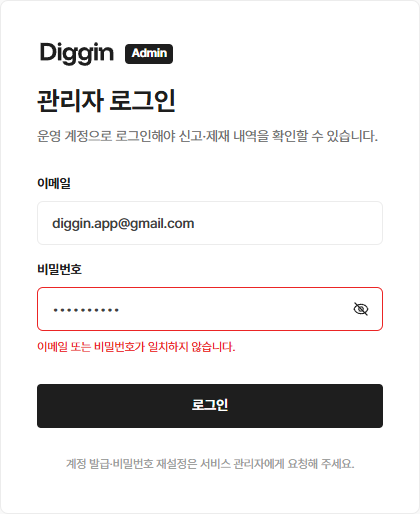 Diggin Admin
관리자 로그인
운영 계정으로 로그인해야 신고·제재 내역을 확인할 수 있습니다.
이메일
diggin.app@gmail.com
비밀번호
••••••••••
이메일 또는 비밀번호가 일치하지 않습니다.
로그인
계정 발급·비밀번호 재설정은 서비스 관리자에게 요청해 주세요.